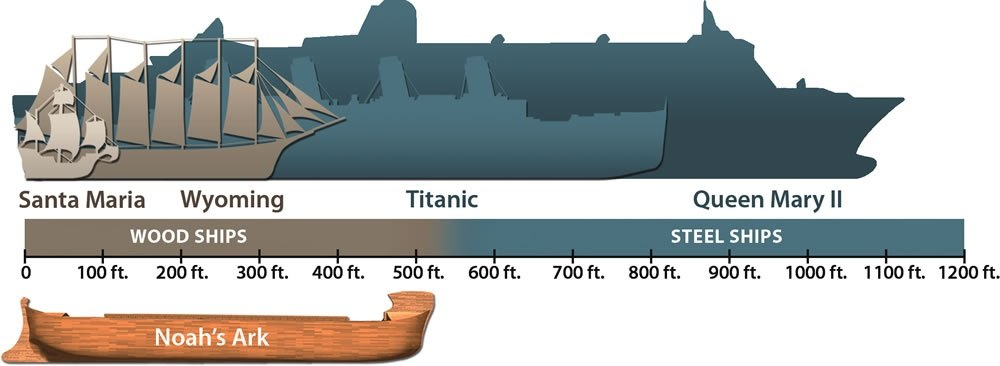 Santa Maria Wyoming Titanic Queen Mary II
WOOD SHIPS STEEL SHIPS
0 100 ft. 200 ft. 300 ft. 400 ft. 500 ft. 600 ft. 700 ft. 800 ft. 900 ft. 1000 ft. 1100 ft. 1200 ft.
Noah's Ark